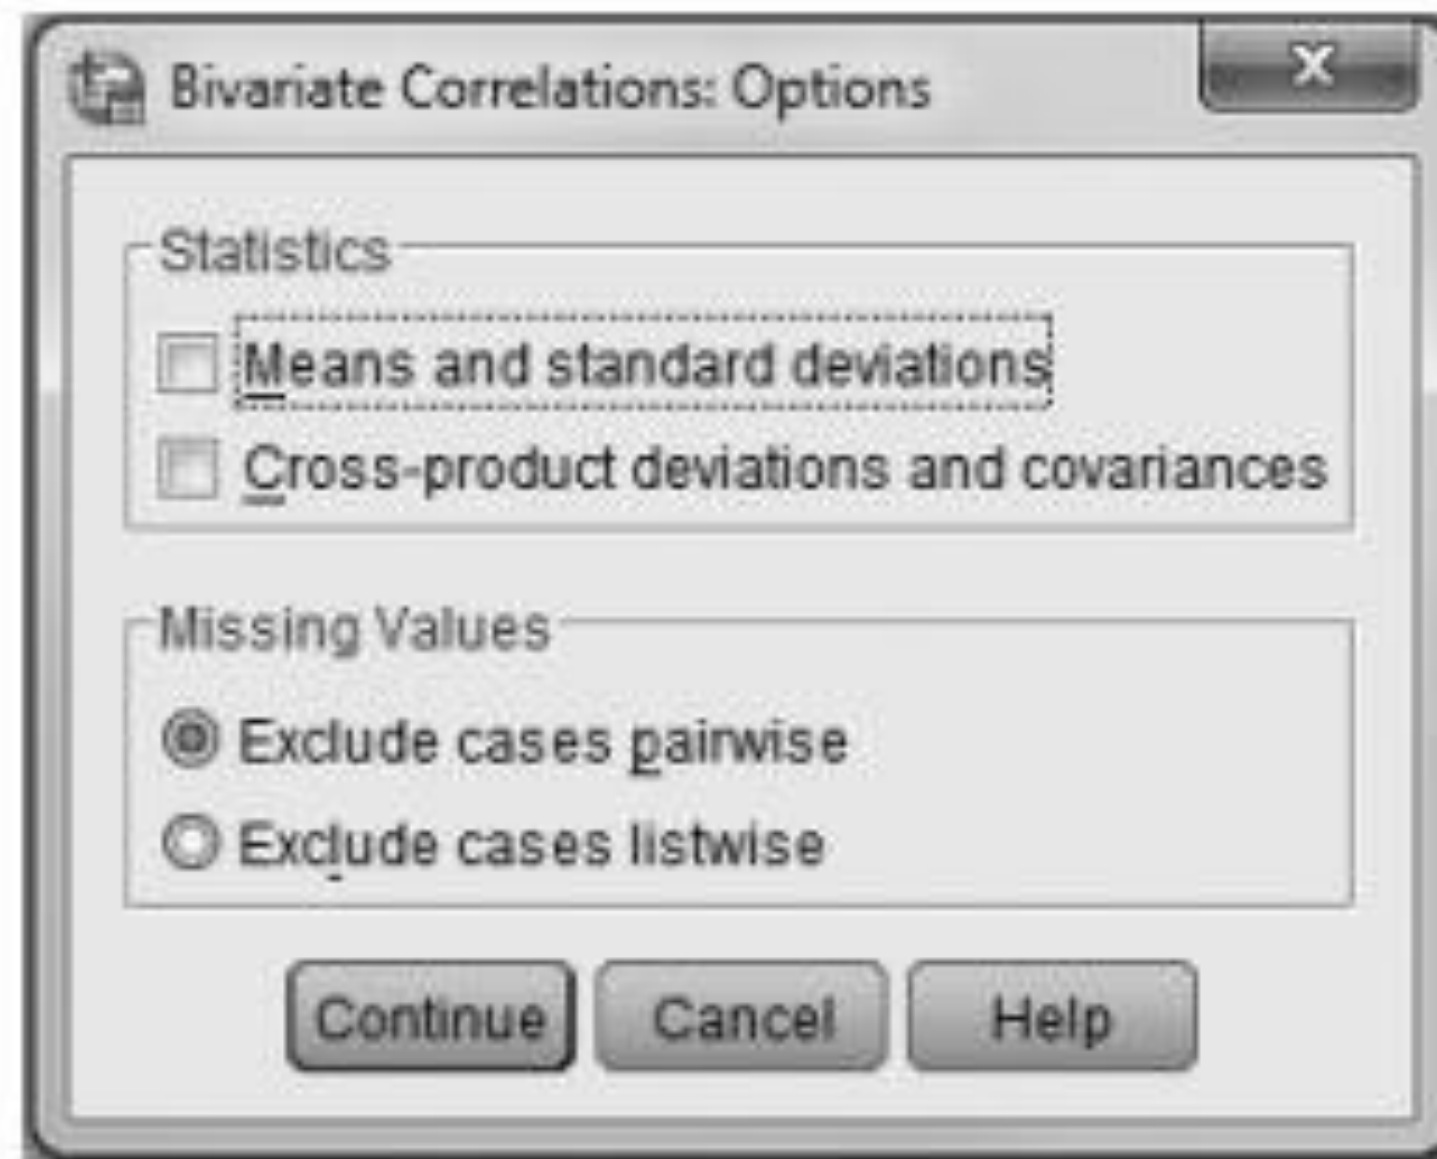 Bivariate Correlations: Options
Statistics
Means and standard deviations
Cross-product deviations and covariances
Missing Values
Exclude cases pairwise
Exclude cases listwise
Continue Cancel Help